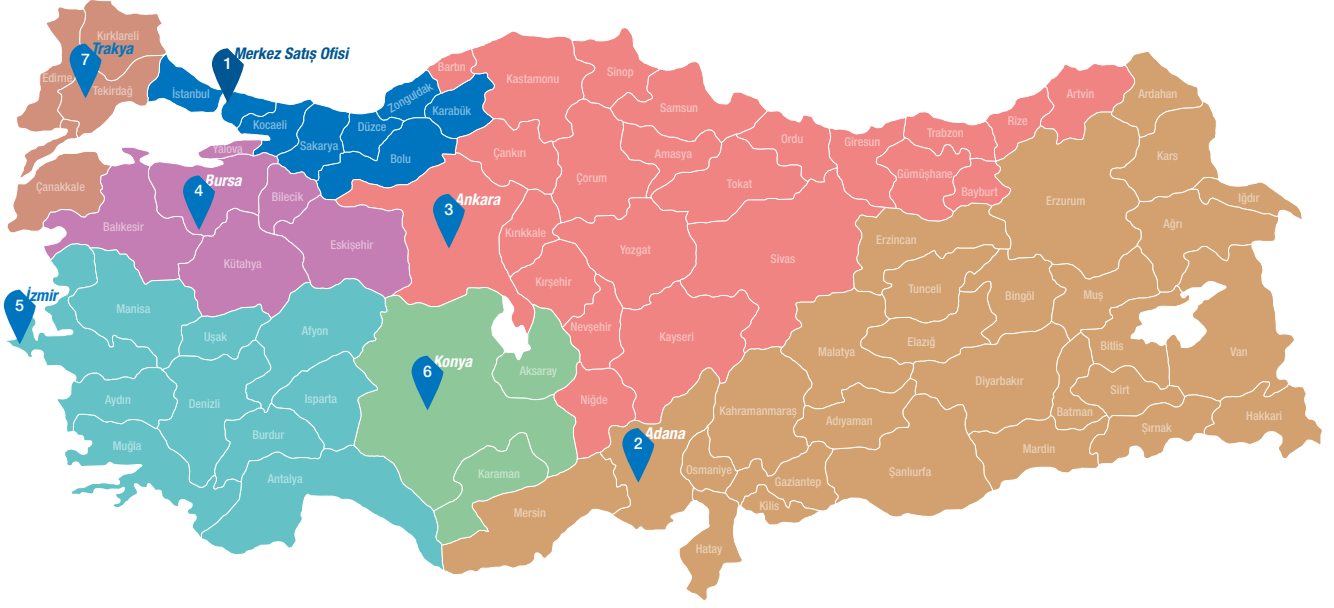 Kırklareli
7
Trakya
Edirne
Tekirdağ
1
Merkez Satış Ofisi
İstanbul
Kocaeli
Sakarya
Düzce
Zonguldak
Karabük
Bolu
Bartın
Kastamonu
Sinop
Samsun
Çankırı
Çorum
Amasya
Tokat
Ordu
Giresun
Trabzon
Gümüşhane
Bayburt
Rize
Artvin
Ardahan
Kars
Iğdır
Ağrı
Erzurum
Erzincan
Çanakkale
Yalova
4
Bursa
Bilecik
Balıkesir
Kütahya
Eskişehir
3
Ankara
Kırıkkale
Yozgat
Kırşehir
Sivas
Nevşehir
Kayseri
Niğde
5
İzmir
Manisa
Uşak
Afyon
Aydın
Denizli
Isparta
Muğla
Burdur
Antalya
6
Konya
Aksaray
Karaman
2
Adana
Mersin
Tunceli
Bingöl
Muş
Elazığ
Malatya
Bitlis
Van
Diyarbakır
Siirt
Batman
Hakkari
Şırnak
Mardin
Kahramanmaraş
Adıyaman
Şanlıurfa
Osmaniye
Gaziantep
Kilis
Hatay